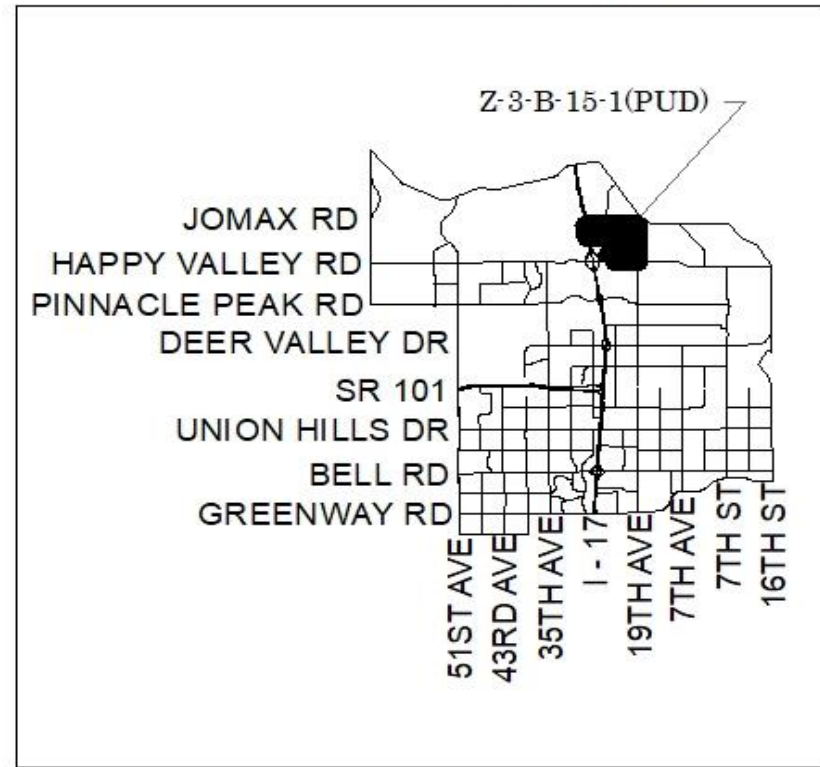 Z-3-B-15-1(PUD)
JOMAX RD
HAPPY VALLEY RD
PINNACLE PEAK RD
DEER VALLEY DR
SR 101
UNION HILLS DR
BELL RD
GREENWAY RD
51ST AVE
43RD AVE
35TH AVE
I - 17
19TH AVE
7TH AVE
7TH ST
16TH ST